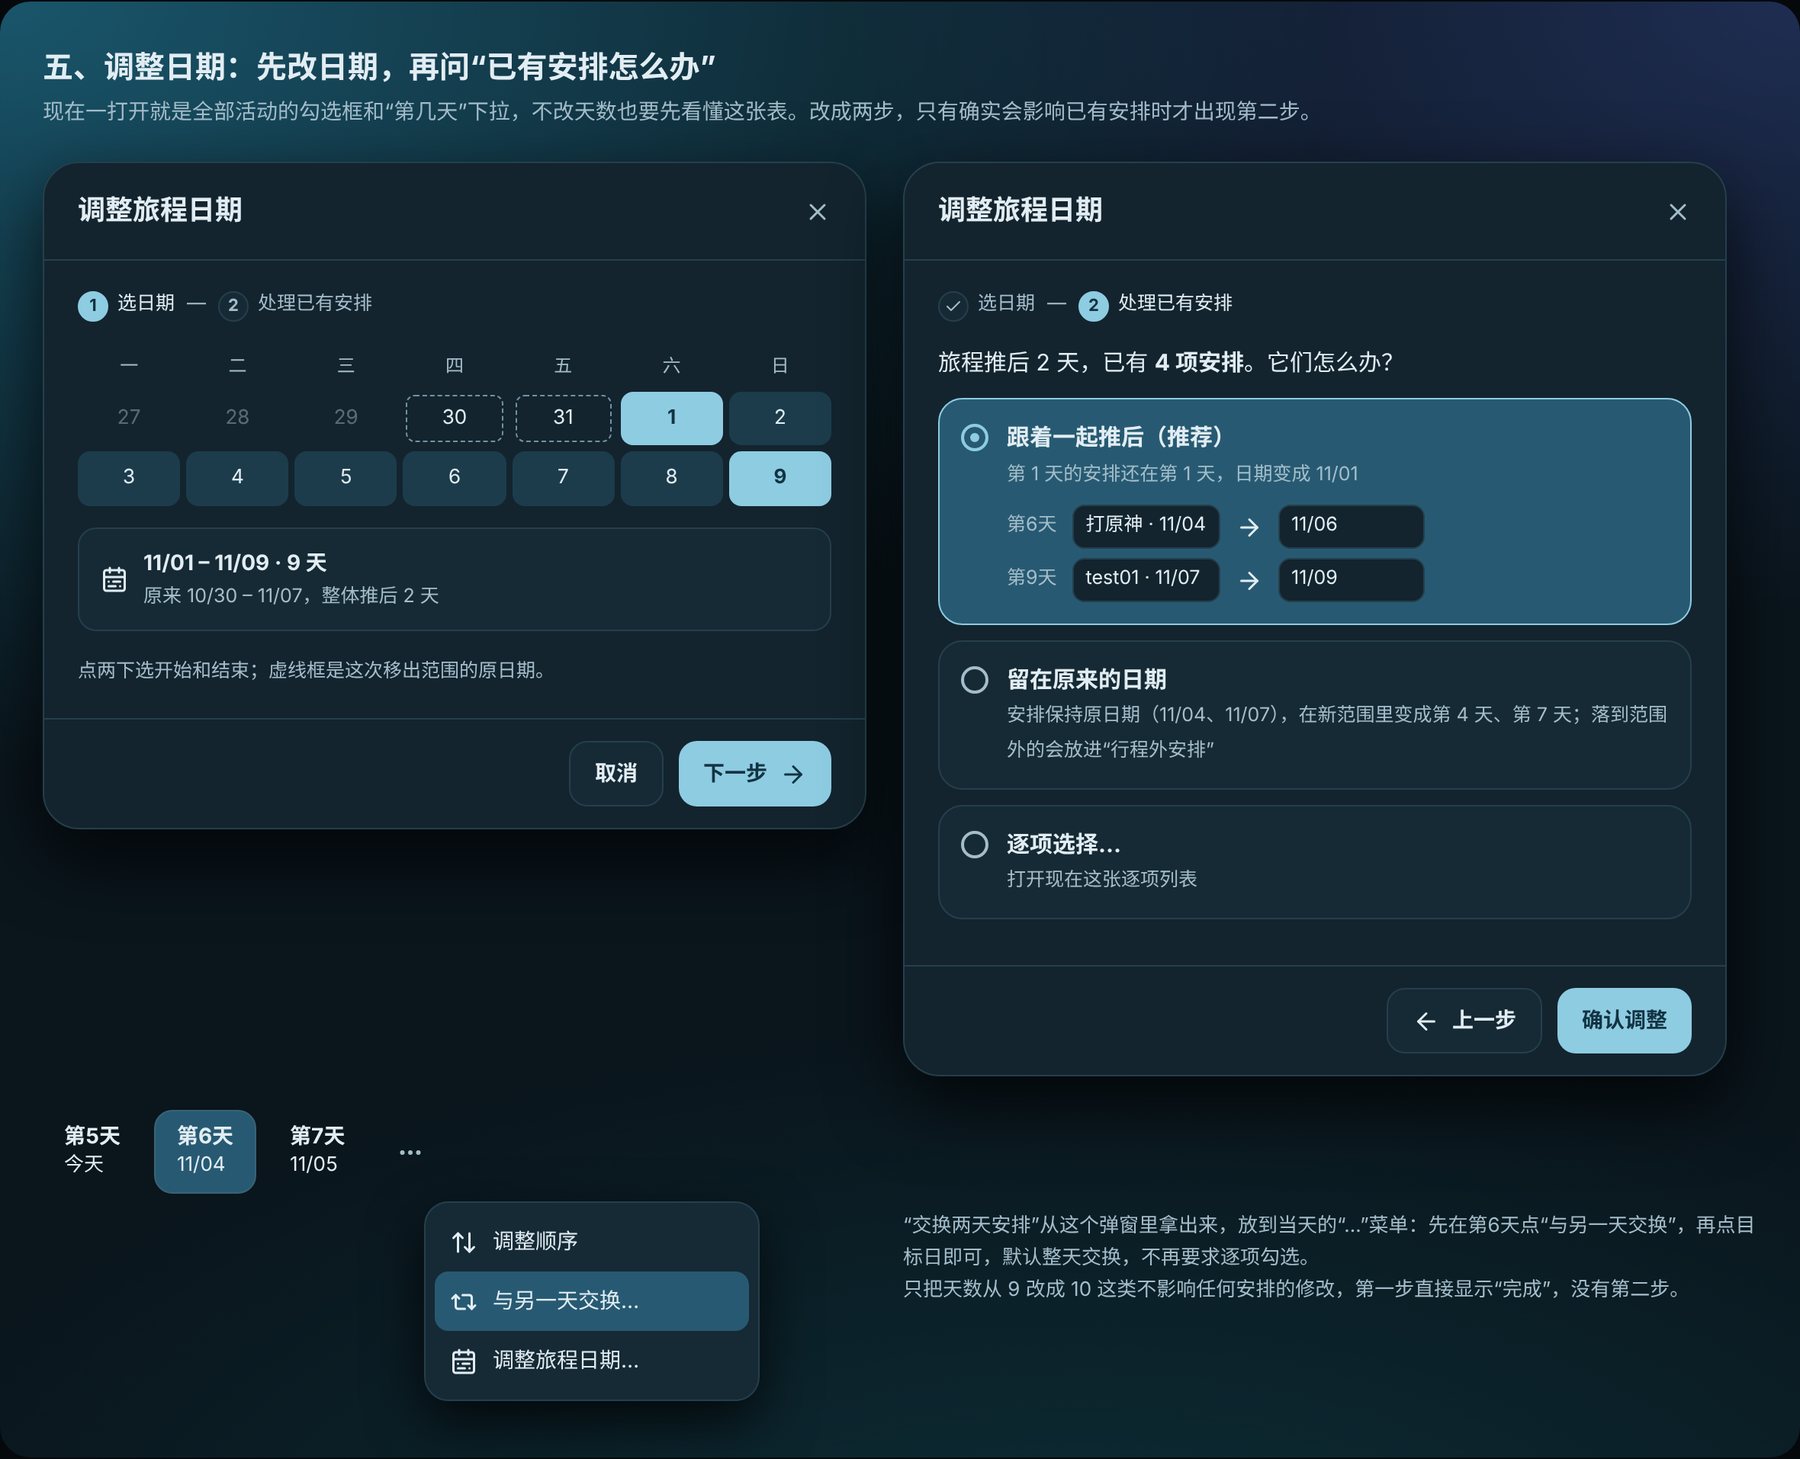 五、调整日期：先改日期，再问“已有安排怎么办”
现在一打开就是全部活动的勾选框和“第几天”下拉，不改天数也要先看懂这张表。改成两步，只有确实会影响已有安排时才出现第二步。
调整旅程日期
1 选日期 — 2 处理已有安排
一 二 三 四 五 六 日
27 28 29 30 31 1 2
3 4 5 6 7 8 9
11/01 – 11/09 · 9 天
原来 10/30 – 11/07，整体推后 2 天
点两下选开始和结束；虚线框是这次移出范围的原日期。
取消 下一步 →
调整旅程日期
选日期 — 2 处理已有安排
旅程推后 2 天，已有 4 项安排。它们怎么办？
跟着一起推后（推荐）
第 1 天的安排还在第 1 天，日期变成 11/01
第6天 打原神 · 11/04 → 11/06
第9天 test01 · 11/07 → 11/09
留在原来的日期
安排保持原日期（11/04、11/07），在新范围里变成第 4 天、第 7 天；落到范围
外的会放进“行程外安排”
逐项选择…
打开现在这张逐项列表
← 上一步 确认调整
第5天 第6天 第7天
今天 11/04 11/05 …
调整顺序
与另一天交换…
调整旅程日期…
“交换两天安排”从这个弹窗里拿出来，放到当天的“…”菜单：先在第6天点“与另一天交换”，再点目
标日即可，默认整天交换，不再要求逐项勾选。
只把天数从 9 改成 10 这类不影响任何安排的修改，第一步直接显示“完成”，没有第二步。